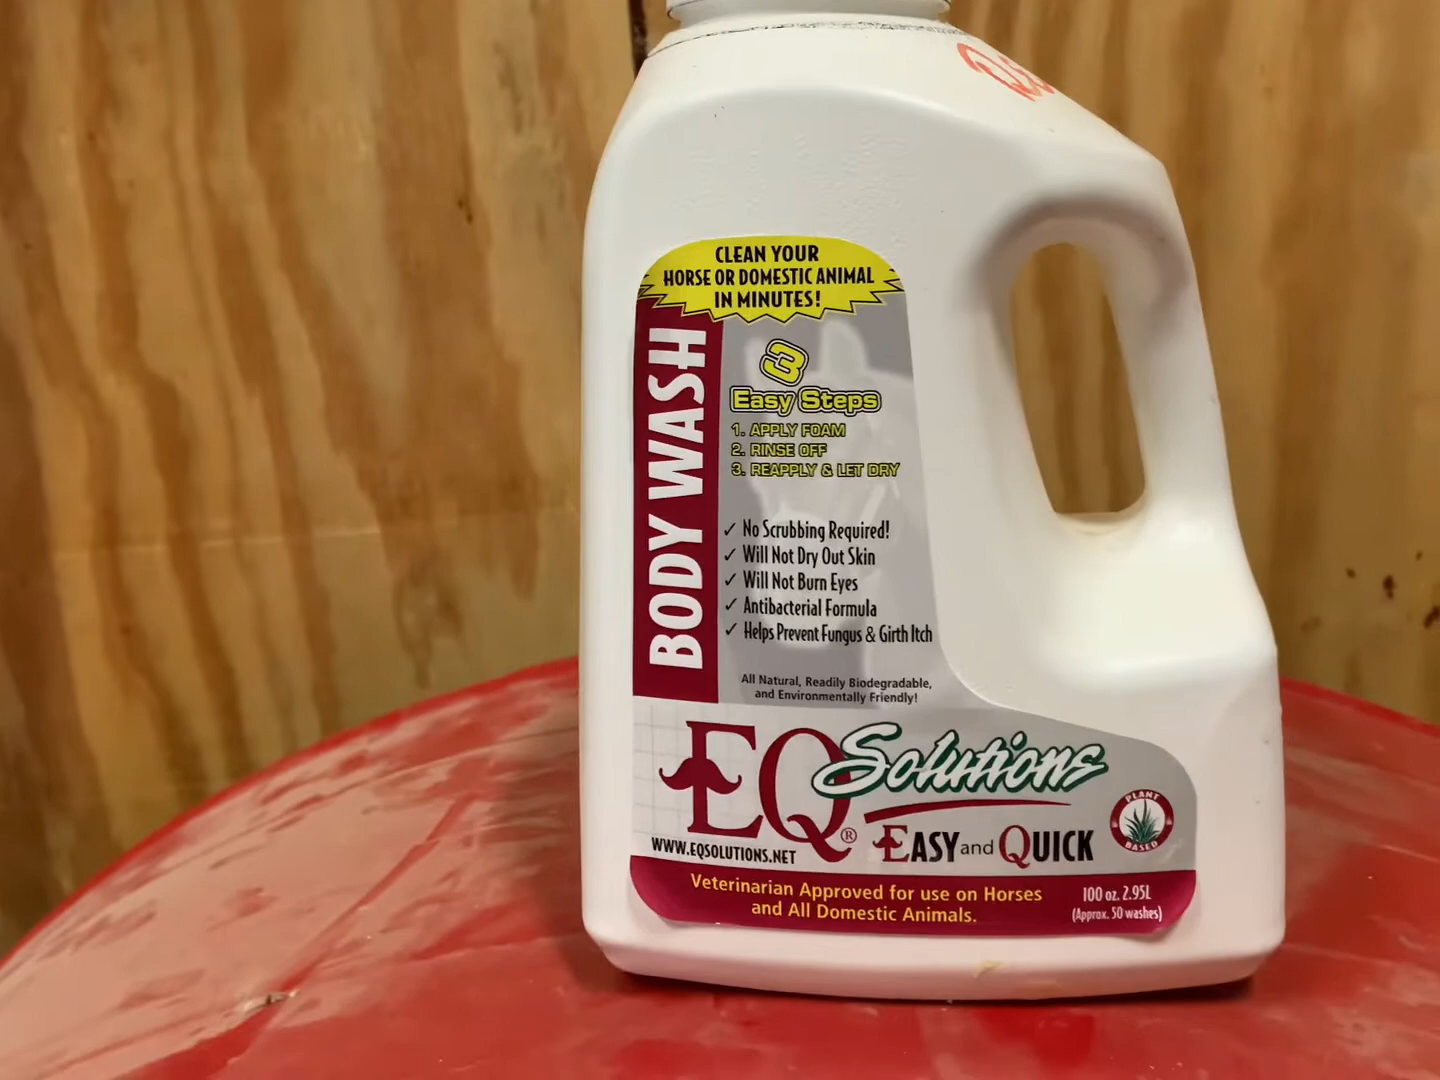 CLEAN YOUR
HORSE OR DOMESTIC ANIMAL
IN MINUTES!
BODY WASH
3
Easy Steps
1. APPLY FOAM
2. RINSE OFF
3. REAPPLY & LET DRY
✓ No Scrubbing Required!
✓ Will Not Dry Out Skin
✓ Will Not Burn Eyes
✓ Antibacterial Formula
✓ Helps Prevent Fungus & Girth Itch
All Natural, Readily Biodegradable,
and Environmentally Friendly!
EQ Solutions
®
EASY and QUICK
WWW.EQSOLUTIONS.NET
PLANT
BASED
Veterinarian Approved for use on Horses
and All Domestic Animals.
100 oz. 2.95L
(Approx. 50 washes)